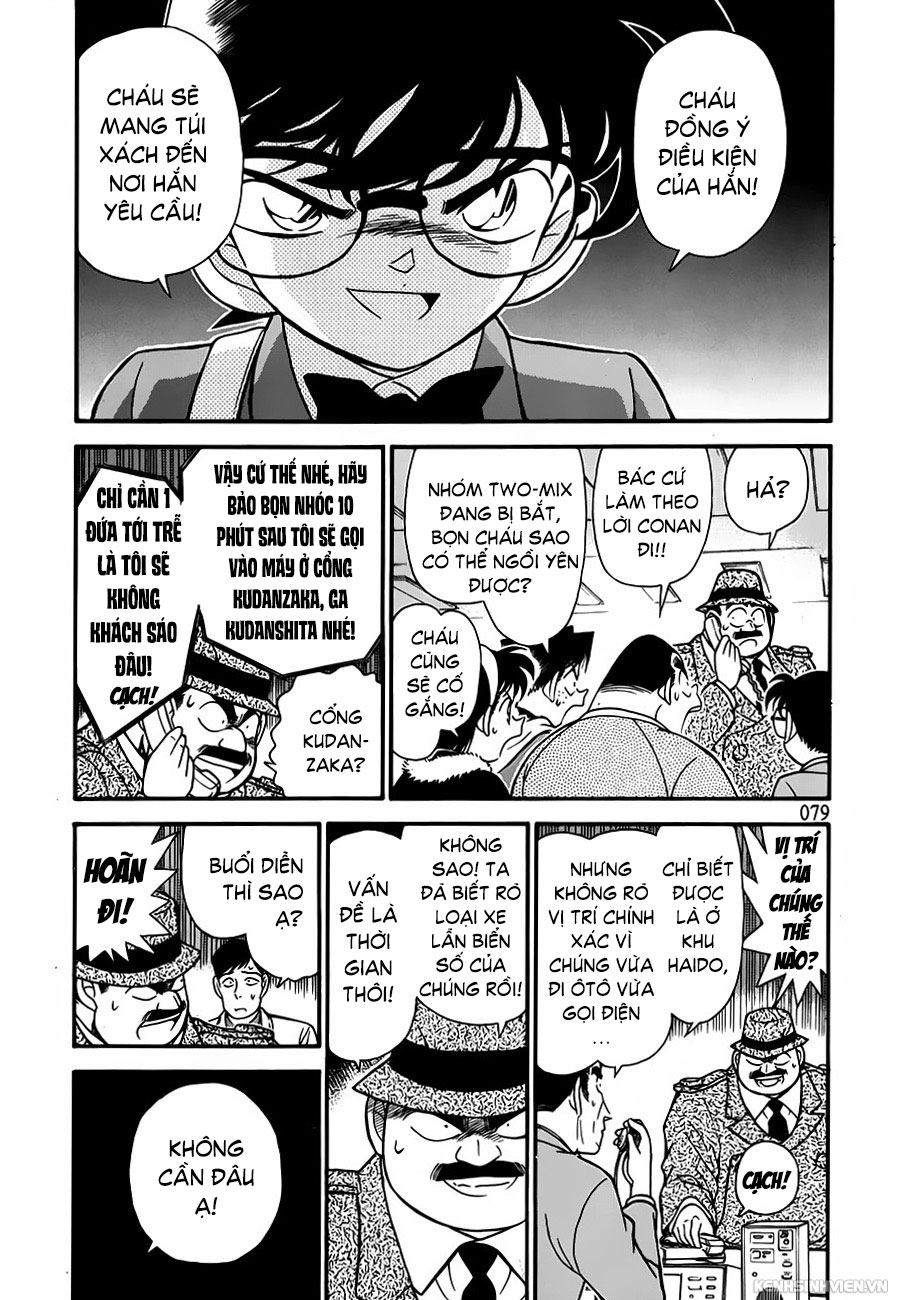 CHÁU
ĐỒNG Ý
ĐIỀU KIỆN
CỦA HẮN!
CHÁU SẼ
MANG TÚI
XÁCH ĐẾN
NƠI HẮN
YÊU CẦU!
HẢ?
BÁC CỨ
LÀM THEO
LỜI CONAN
ĐI!!
NHÓM TWO-MIX
ĐANG BỊ BẮT,
BỌN CHÁU SAO
CÓ THỂ NGỒI YÊN
ĐƯỢC?
CHÁU
CŨNG
SẼ CỐ
GẮNG!
VẬY CỨ THẾ NHÉ, HÃY
BẢO BỌN NHÓC 10
PHÚT SAU TÔI SẼ GỌI
VÀO MÁY Ở CỔNG
KUDANZAKA, GA
KUDANSHITA NHÉ!
CHỈ CẦN 1
ĐỨA TỚI TRỄ
LÀ TÔI SẼ
KHÔNG
KHÁCH SÁO
ĐÂU!
CẠCH!
CỔNG
KUDAN-
ZAKA?
079
VỊ TRÍ
CỦA
CHÚNG THẾ
NÀO?
CHỈ BIẾT
ĐƯỢC
LÀ Ở
KHU
HAIDO,
NHƯNG
KHÔNG RÕ
VỊ TRÍ CHÍNH
XÁC VÌ
CHÚNG VỪA
ĐI ÔTÔ VỪA
GỌI ĐIỆN
...
CẠCH!
KHÔNG
SAO! TA
ĐÃ BIẾT RÕ
LOẠI XE
LẪN BIỂN
SỐ CỦA
CHÚNG RỒI!
VẤN
ĐỀ LÀ
THỜI
GIAN
THÔI!
BUỔI DIỄN
THÌ SAO
Ạ?
HOÃN
ĐI!
KHÔNG
CẦN ĐÂU
Ạ!
KENHSINHVIEN.VN